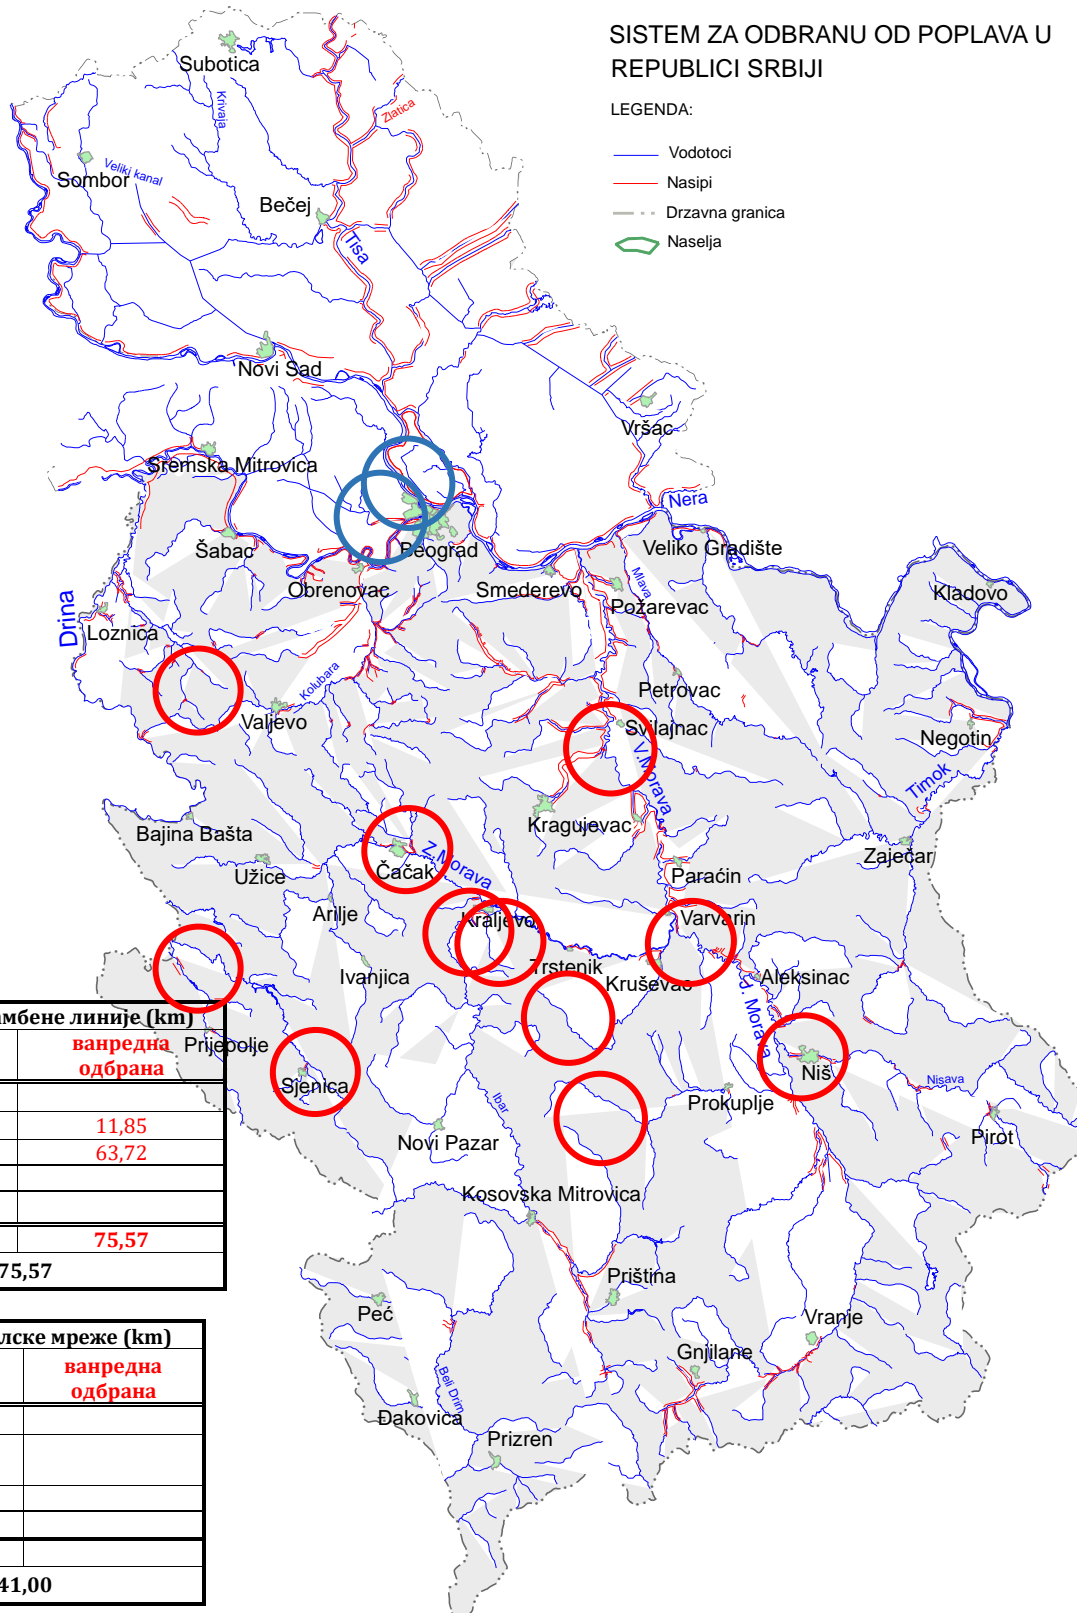 SISTEM ZA ODBRANU OD POPLAVA U
REPUBLICI SRBIJI
LEGENDA:
Vodotoci
Nasipi
Drzavna granica
Naselja
Subotica
Krivaja
Zlatica
Sombor
Veliki kanal
Bečej
Tisa
Novi Sad
Vršac
Sremska Mitrovica
Nera
Šabac
Beograd
Veliko Gradište
Obrenovac
Smederevo
Mlava
Požarevac
Kladovo
Drina
Loznica
Kolubara
Petrovac
Valjevo
Svilajnac
Negotin
V.Morava
Timok
Bajina Bašta
Kragujevac
Zaječar
Užice
Čačak
Z.Morava
Paraćin
Arilje
Kraljevo
Varvarin
Ivanjica
Trstenik
Kruševac
Aleksinac
J. Morava
Prijepolje
Sjenica
Niš
Nisava
Ibar
Prokuplje
Novi Pazar
Pirot
Kosovska Mitrovica
Priština
Peć
Vranje
Gnjilane
Beli Drim
Đakovica
Prizren
амбене линије (km)
ванредна
одбрана
11,85
63,72
75,57
75,57
лске мреже (km)
ванредна
одбрана
41,00